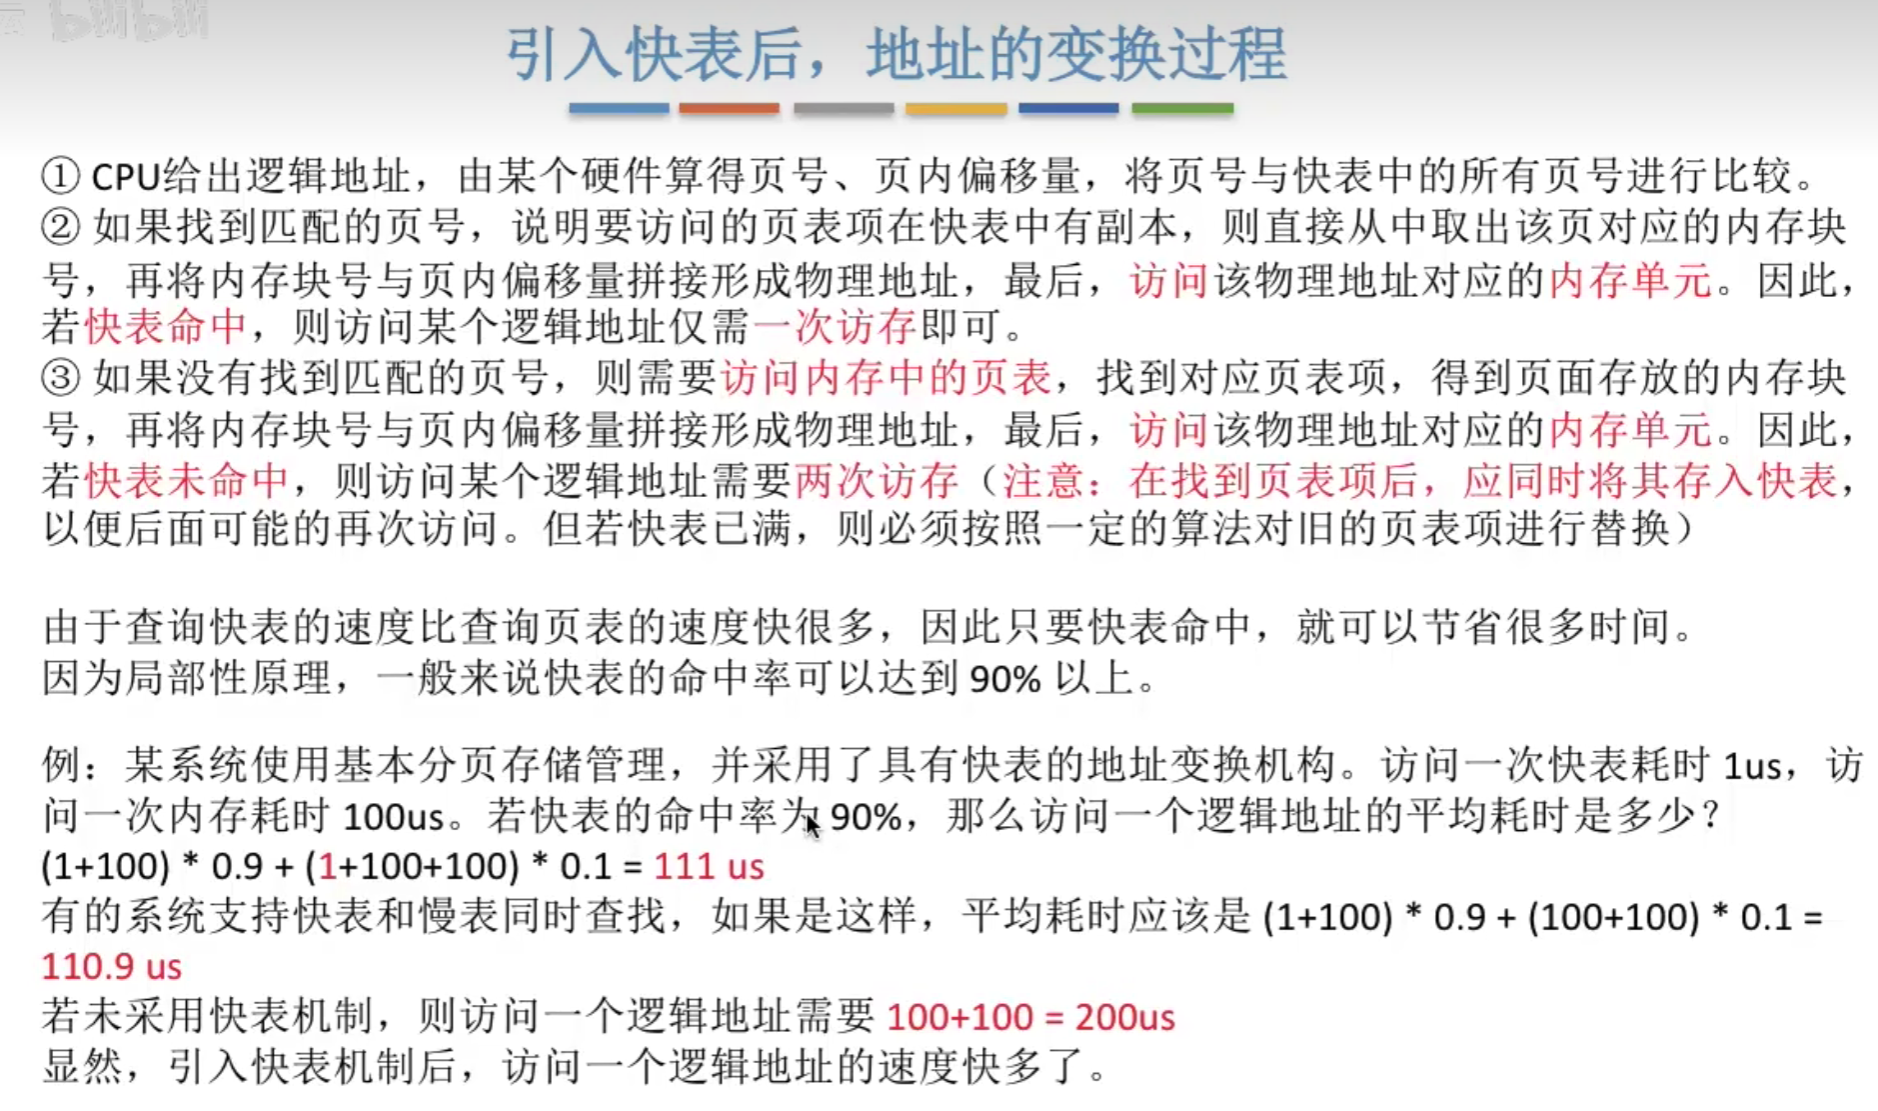 bilibili
引入快表后，地址的变换过程
① CPU给出逻辑地址，由某个硬件算得页号、页内偏移量，将页号与快表中的所有页号进行比较。
② 如果找到匹配的页号，说明要访问的页表项在快表中有副本，则直接从中取出该页对应的内存块
号，再将内存块号与页内偏移量拼接形成物理地址，最后，访问该物理地址对应的内存单元。因此，
若快表命中，则访问某个逻辑地址仅需一次访存即可。
③ 如果没有找到匹配的页号，则需要访问内存中的页表，找到对应页表项，得到页面存放的内存块
号，再将内存块号与页内偏移量拼接形成物理地址，最后，访问该物理地址对应的内存单元。因此，
若快表未命中，则访问某个逻辑地址需要两次访存（注意：在找到页表项后，应同时将其存入快表，
以便后面可能的再次访问。但若快表已满，则必须按照一定的算法对旧的页表项进行替换）
由于查询快表的速度比查询页表的速度快很多，因此只要快表命中，就可以节省很多时间。
因为局部性原理，一般来说快表的命中率可以达到 90% 以上。
例：某系统使用基本分页存储管理，并采用了具有快表的地址变换机构。访问一次快表耗时 1us，访
问一次内存耗时 100us。若快表的命中率为 90%，那么访问一个逻辑地址的平均耗时是多少？
(1+100) * 0.9 + (1+100+100) * 0.1 = 111 us
有的系统支持快表和慢表同时查找，如果是这样，平均耗时应该是 (1+100) * 0.9 + (100+100) * 0.1 =
110.9 us
若未采用快表机制，则访问一个逻辑地址需要 100+100 = 200us
显然，引入快表机制后，访问一个逻辑地址的速度快多了。